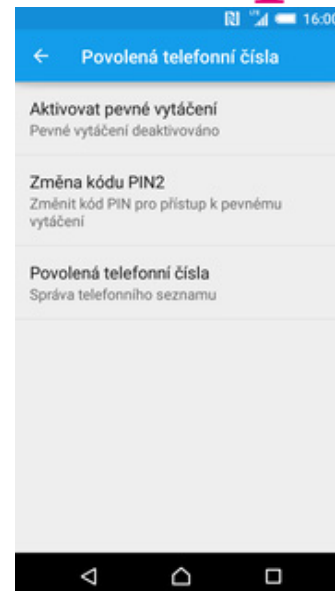 16:00
Povolená telefonní čísla
Aktivovat pevné vytáčení
Pevné vytáčení deaktivováno
Změna kódu PIN2
Změnit kód PIN pro přístup k pevnému
vytáčení
Povolená telefonní čísla
Správa telefonního seznamu